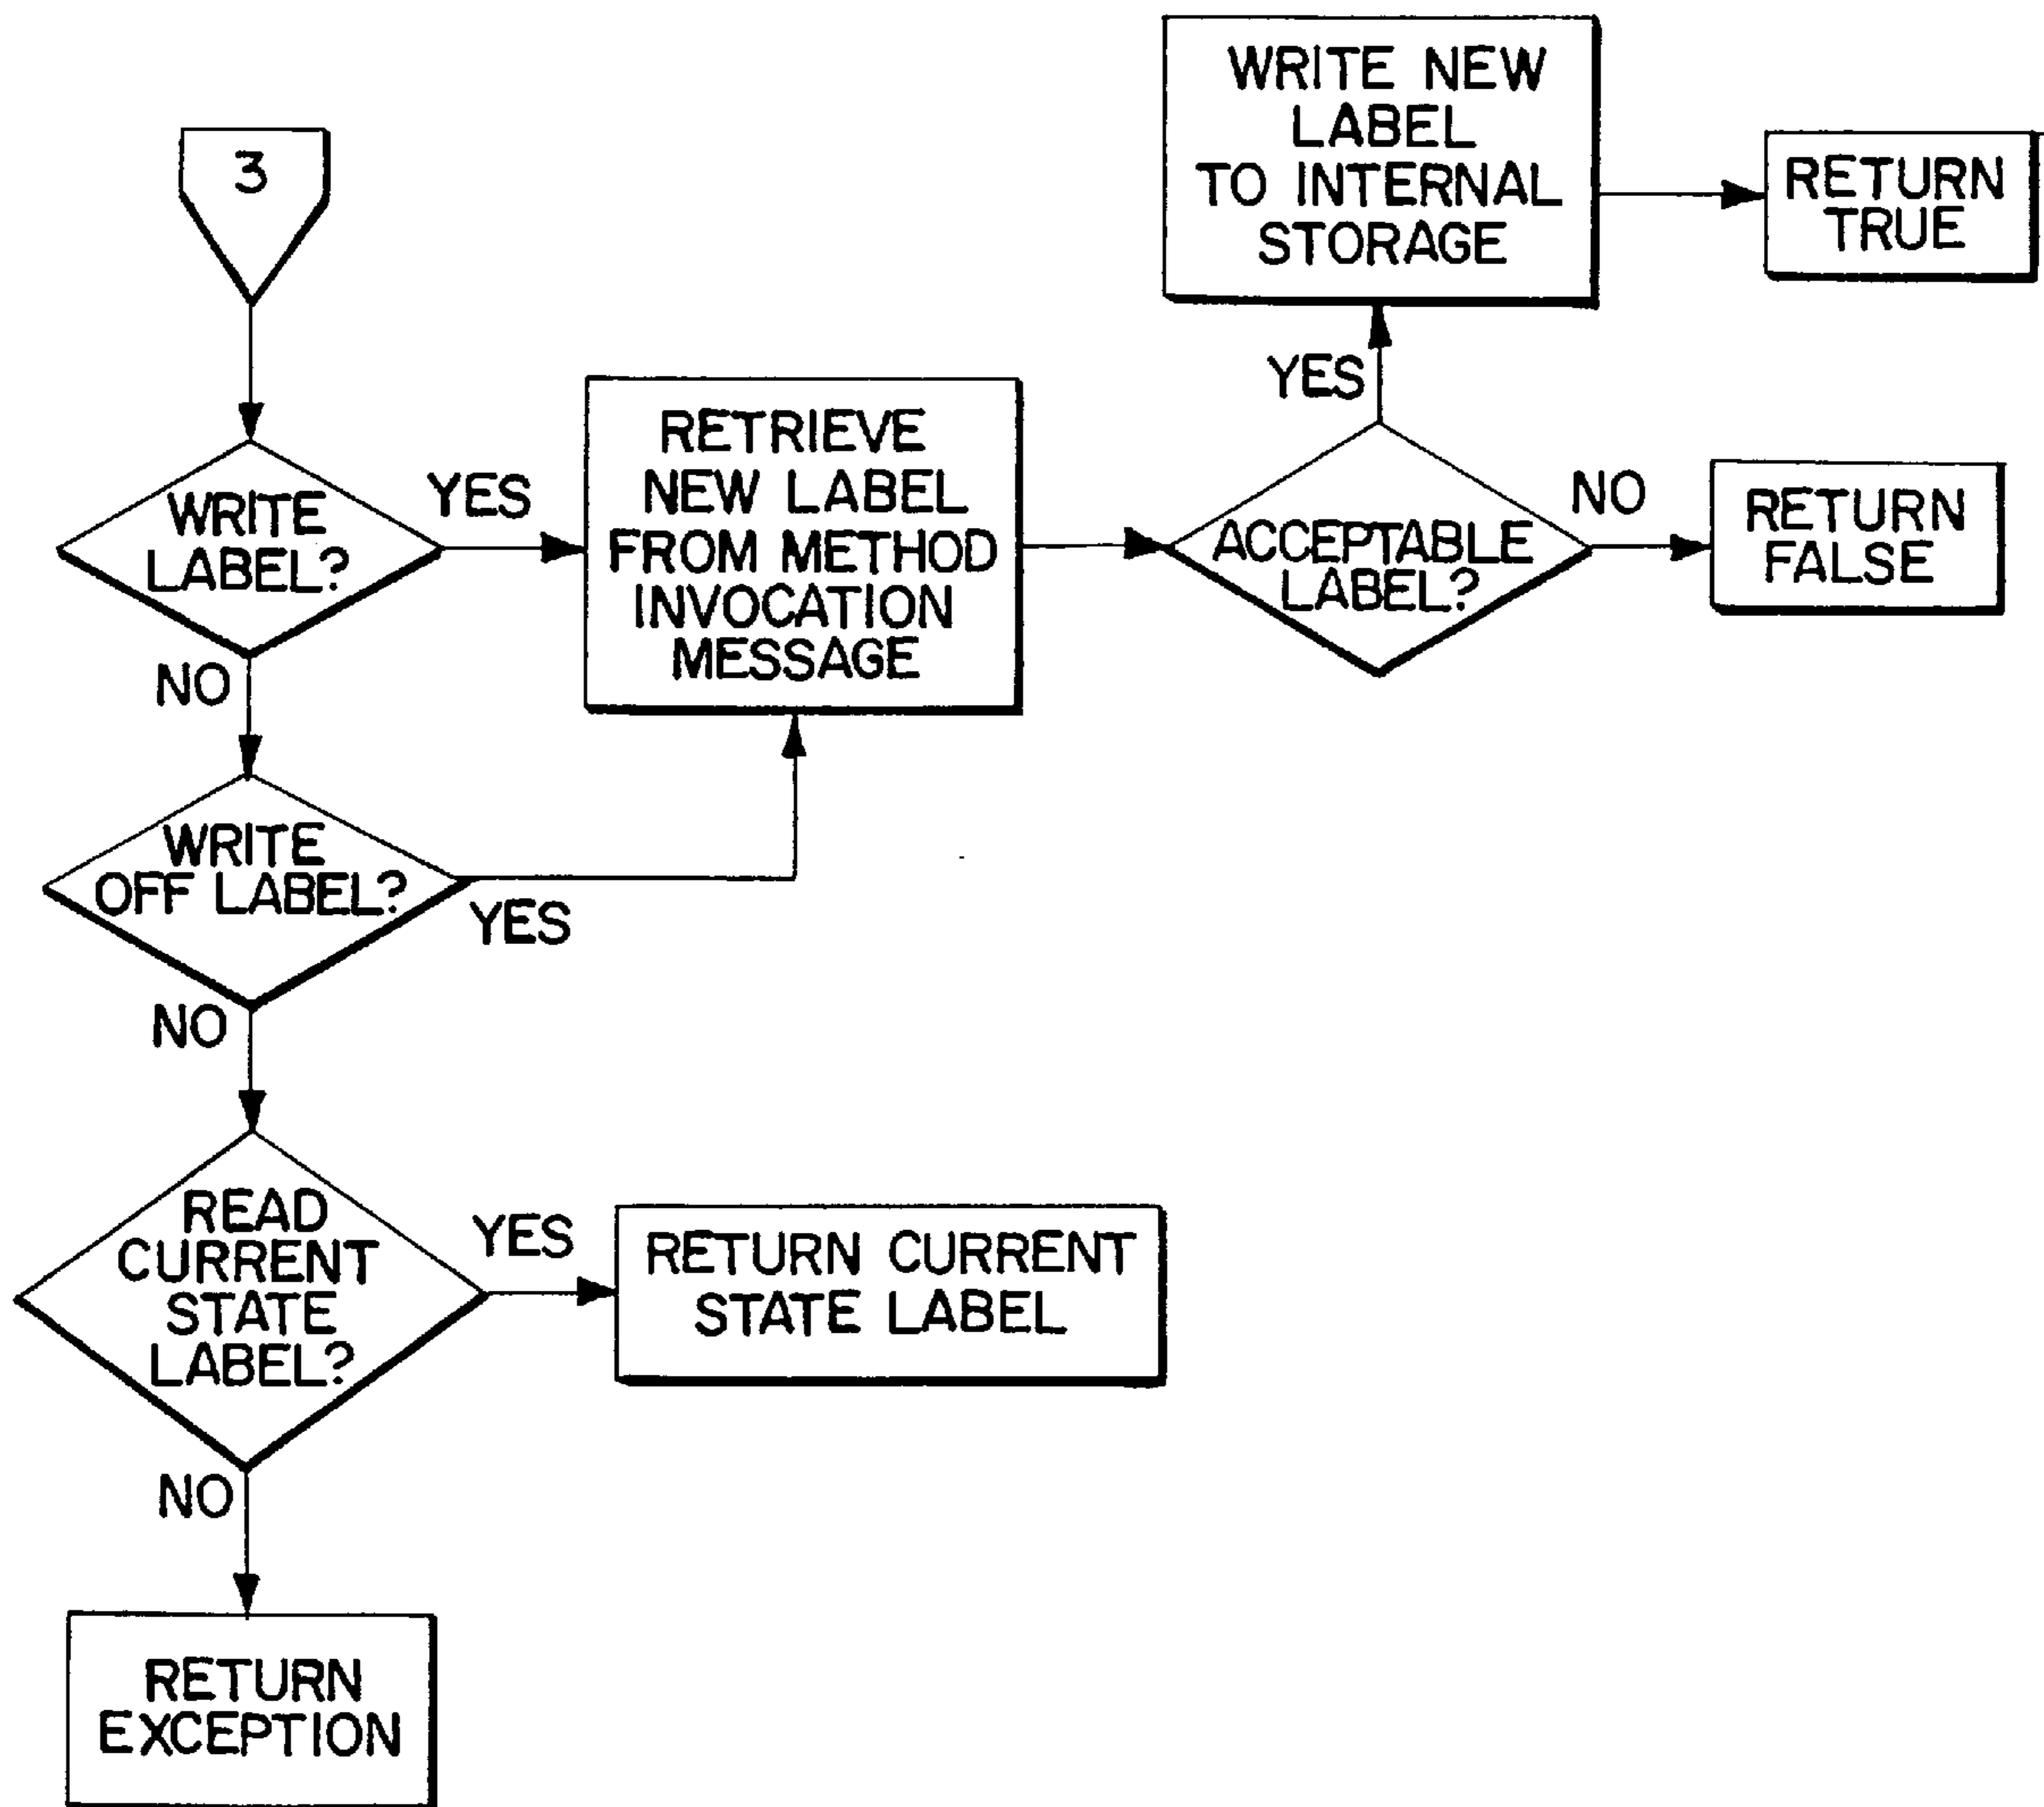 3
WRITE
LABEL?
YES
NO
RETRIEVE
NEW LABEL
FROM METHOD
INVOCATION
MESSAGE
ACCEPTABLE
LABEL?
YES
WRITE NEW
LABEL
TO INTERNAL
STORAGE
RETURN
TRUE
NO
RETURN
FALSE
WRITE
OFF LABEL?
YES
NO
READ
CURRENT
STATE
LABEL?
YES
RETURN CURRENT
STATE LABEL
NO
RETURN
EXCEPTION